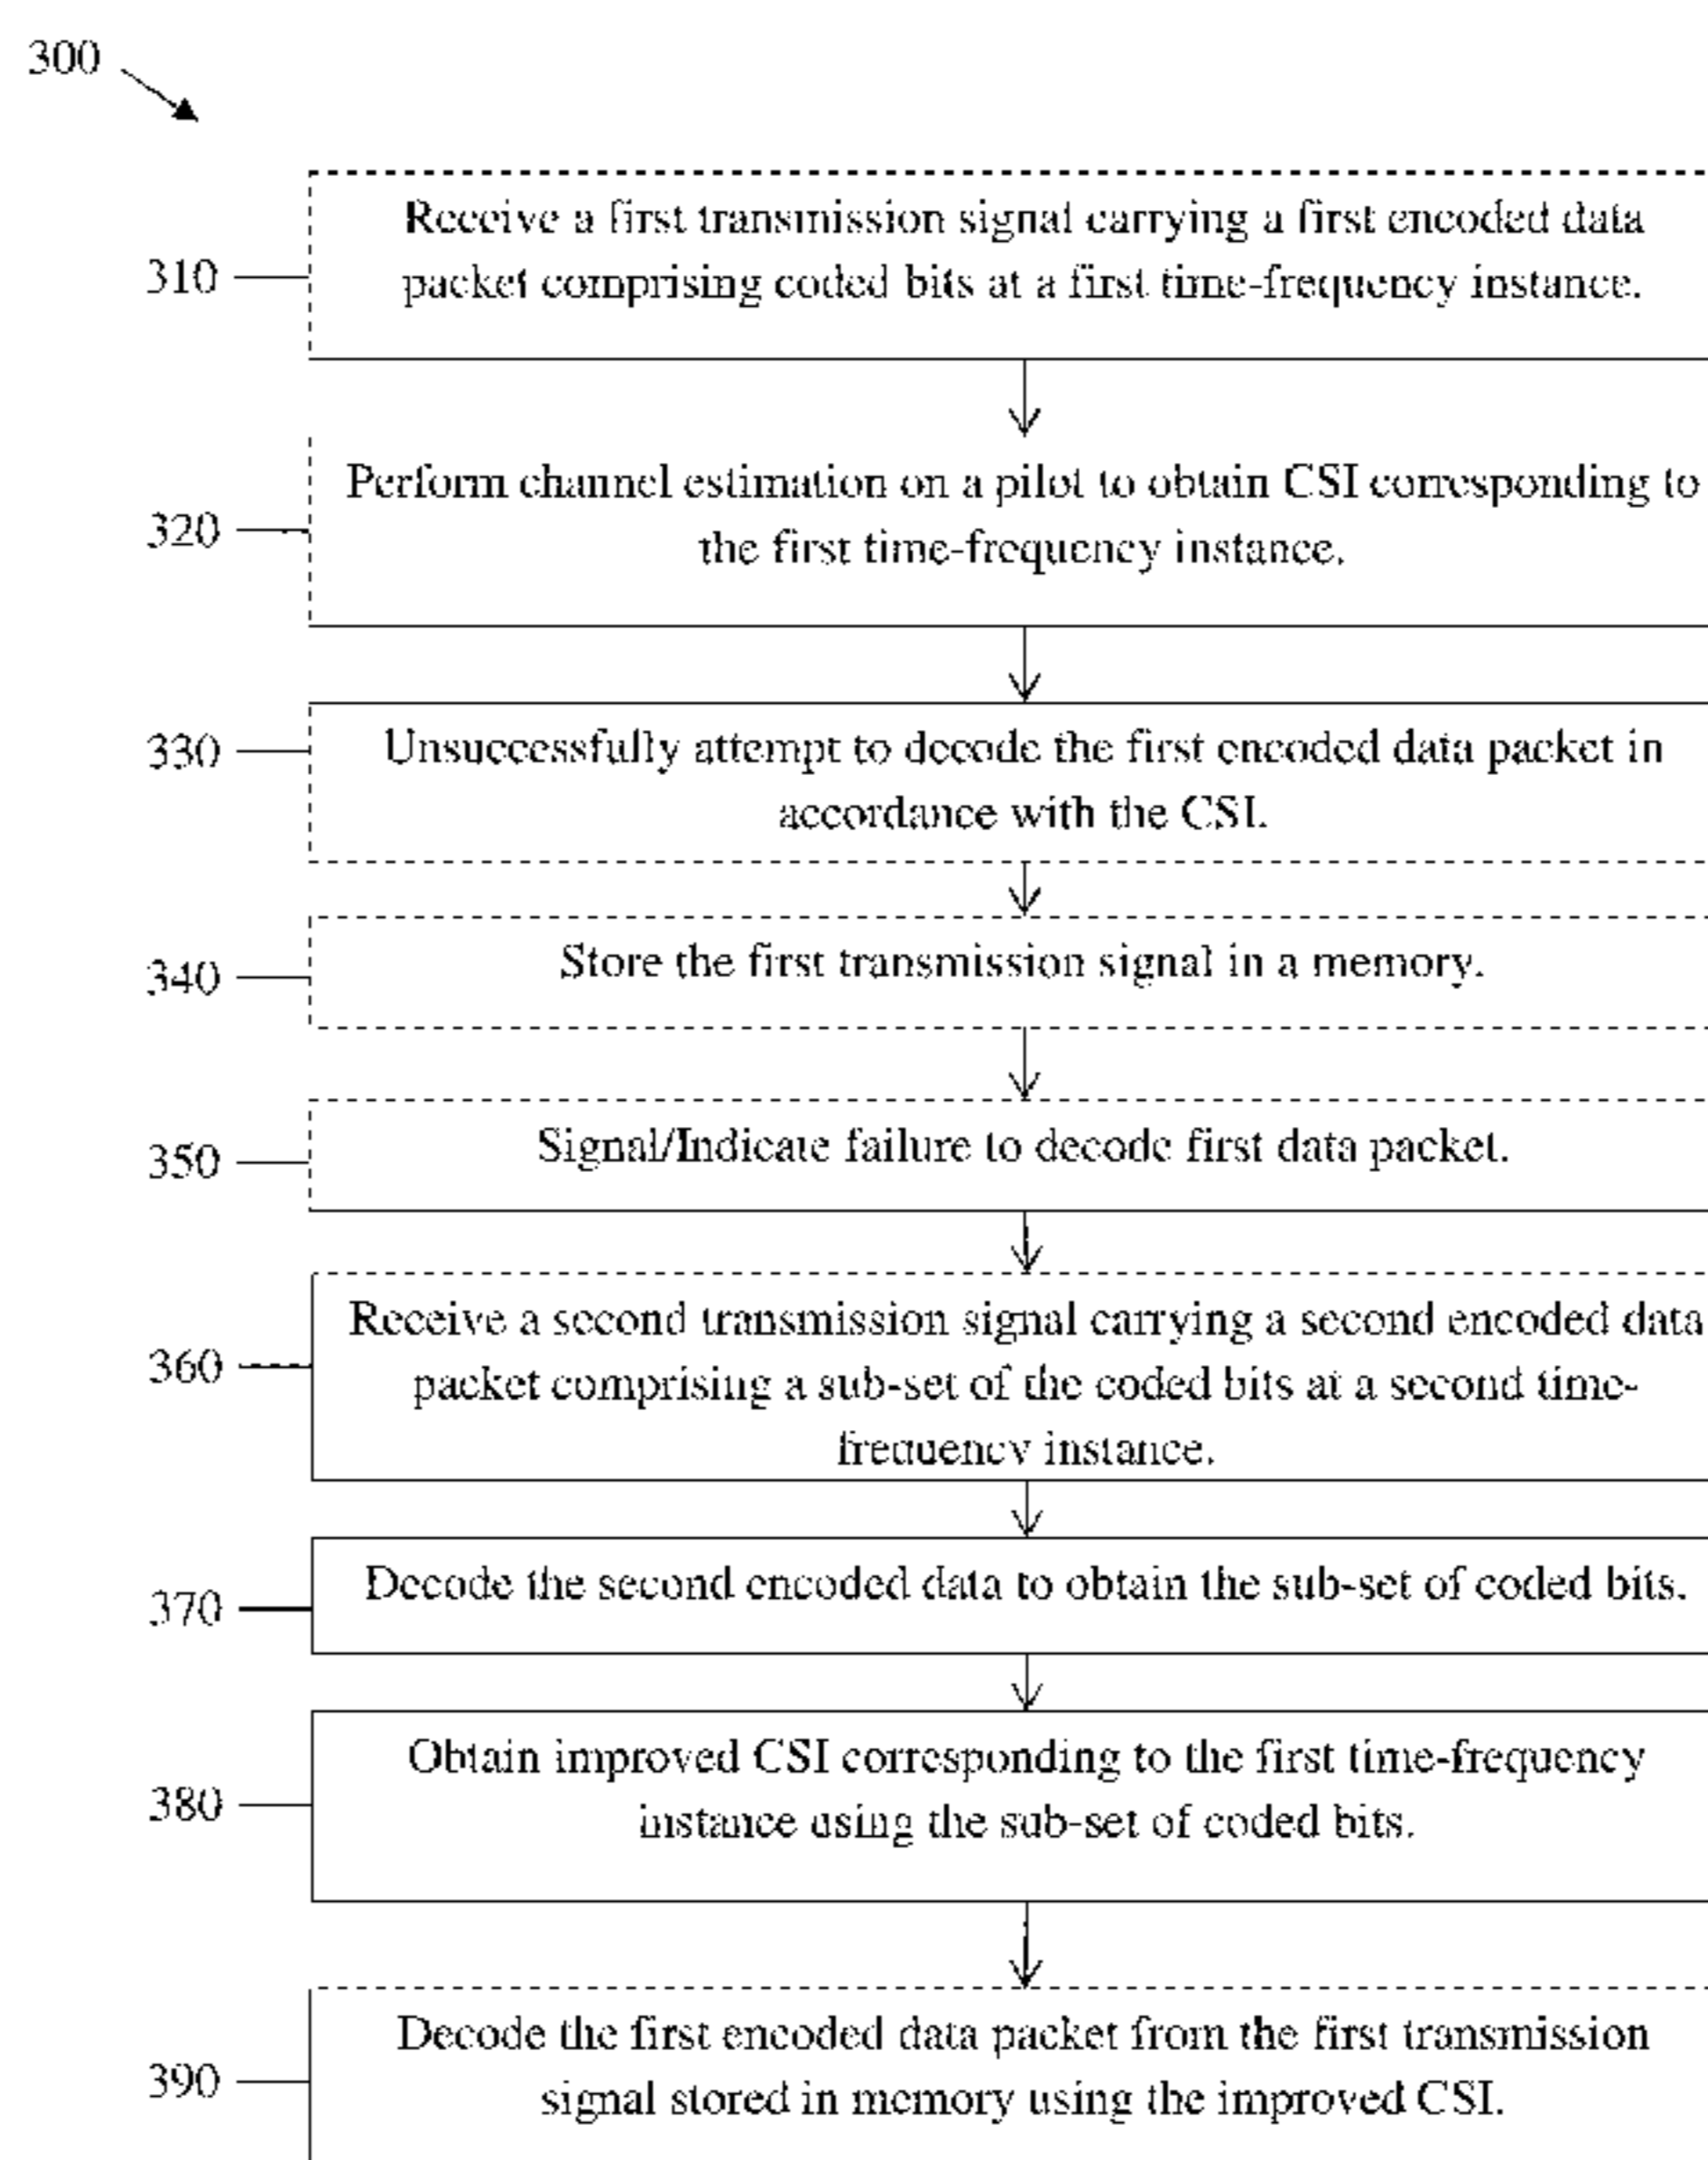 300
310
Receive a first transmission signal carrying a first encoded data
packet comprising coded bits at a first time-frequency instance.
320
Perform channel estimation on a pilot to obtain CSI corresponding to
the first time-frequency instance.
330
Unsuccessfully attempt to decode the first encoded data packet in
accordance with the CSI.
340
Store the first transmission signal in a memory.
350
Signal/Indicate failure to decode first data packet.
360
Receive a second transmission signal carrying a second encoded data
packet comprising a sub-set of the coded bits at a second time-
frequency instance.
370
Decode the second encoded data to obtain the sub-set of coded bits.
380
Obtain improved CSI corresponding to the first time-frequency
instance using the sub-set of coded bits.
390
Decode the first encoded data packet from the first transmission
signal stored in memory using the improved CSI.